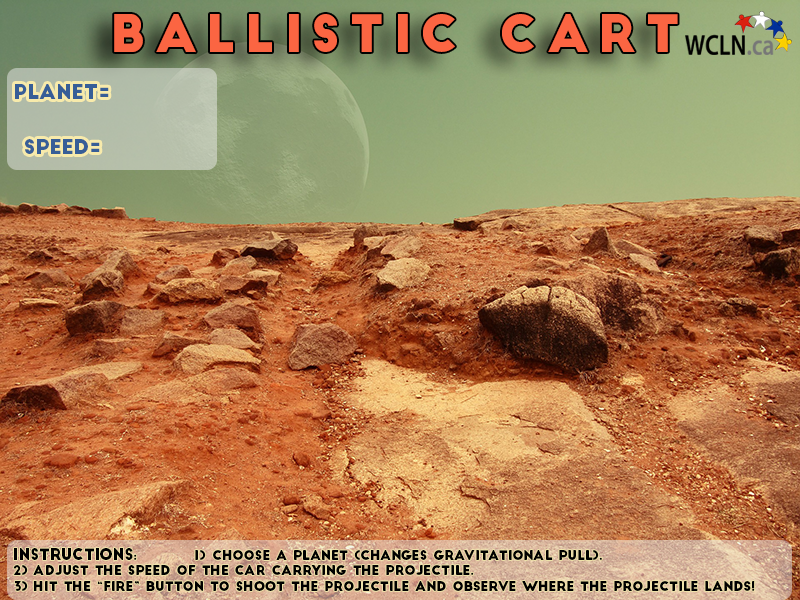 BALLISTIC CART
WCLN.ca
PLANET=
SPEED=
INSTRUCTIONS: 1) CHOOSE A PLANET (CHANGES GRAVITATIONAL PULL).
2) ADJUST THE SPEED OF THE CAR CARRYING THE PROJECTILE.
3) HIT THE "FIRE" BUTTON TO SHOOT THE PROJECTILE AND OBSERVE WHERE THE PROJECTILE LANDS!